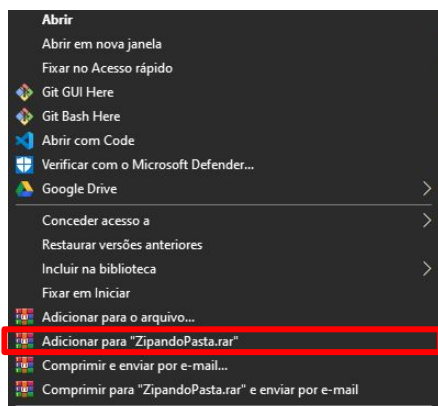 Abrir
Abrir em nova janela
Fixar no Acesso rápido
Git GUI Here
Git Bash Here
Abrir com Code
Verificar com o Microsoft Defender...
Google Drive
Conceder acesso a
Restaurar versões anteriores
Incluir na biblioteca
Fixar em Iniciar
Adicionar para o arquivo...
Adicionar para "ZipandoPasta.rar"
Comprimir e enviar por e-mail...
Comprimir para "ZipandoPasta.rar" e enviar por e-mail